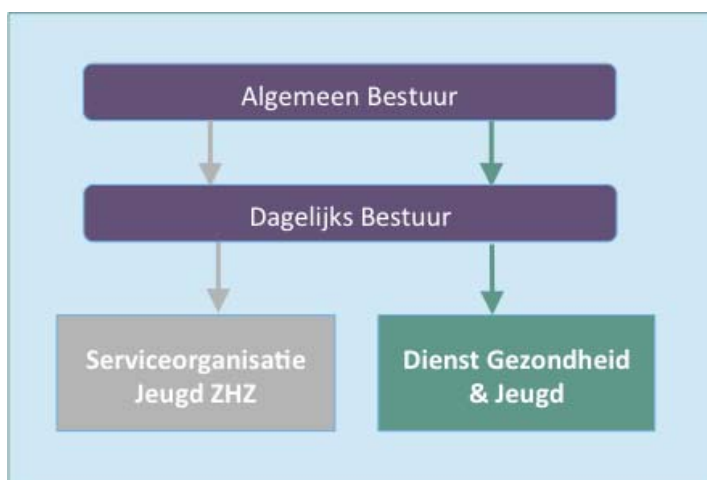 Algemeen Bestuur
Dagelijks Bestuur
Serviceorganisatie
Jeugd ZHZ
Dienst Gezondheid
& Jeugd